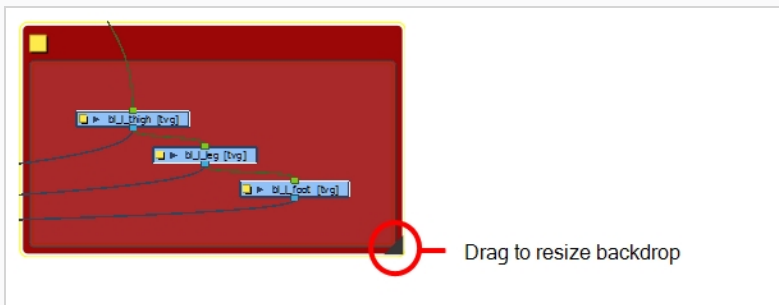 bl_l_thigh [tvg]
bl_l_leg [tvg]
bl_l_foot [tvg]
Drag to resize backdrop